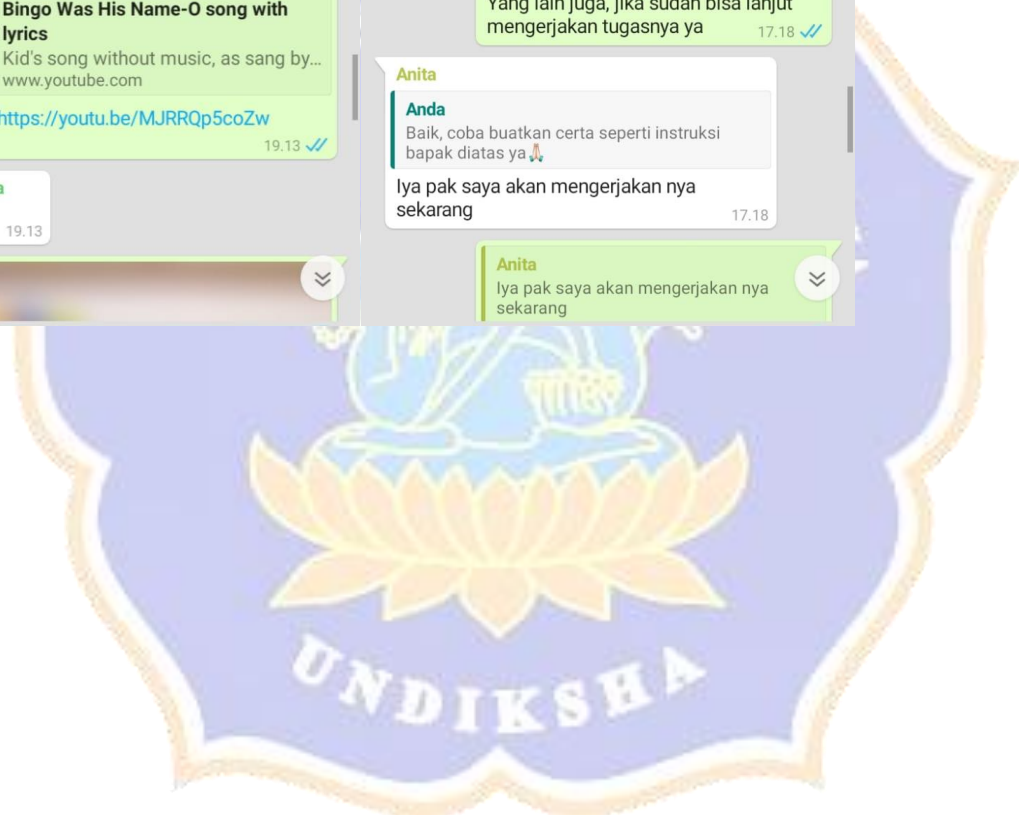 Bingo Was His Name-O song with
lyrics
Kid's song without music, as sang by...
www.youtube.com
https://youtu.be/MJRRQp5coZw
19.13
19.13
Yang lain juga, jika sudah bisa lanjut
mengerjakan tugasnya ya
17.18
Anita
Anda
Baik, coba buatkan certa seperti instruksi
bapak diatas ya🙏🏻
Iya pak saya akan mengerjakan nya
sekarang
17.18
Anita
Iya pak saya akan mengerjakan nya
sekarang
UNDIKSHA